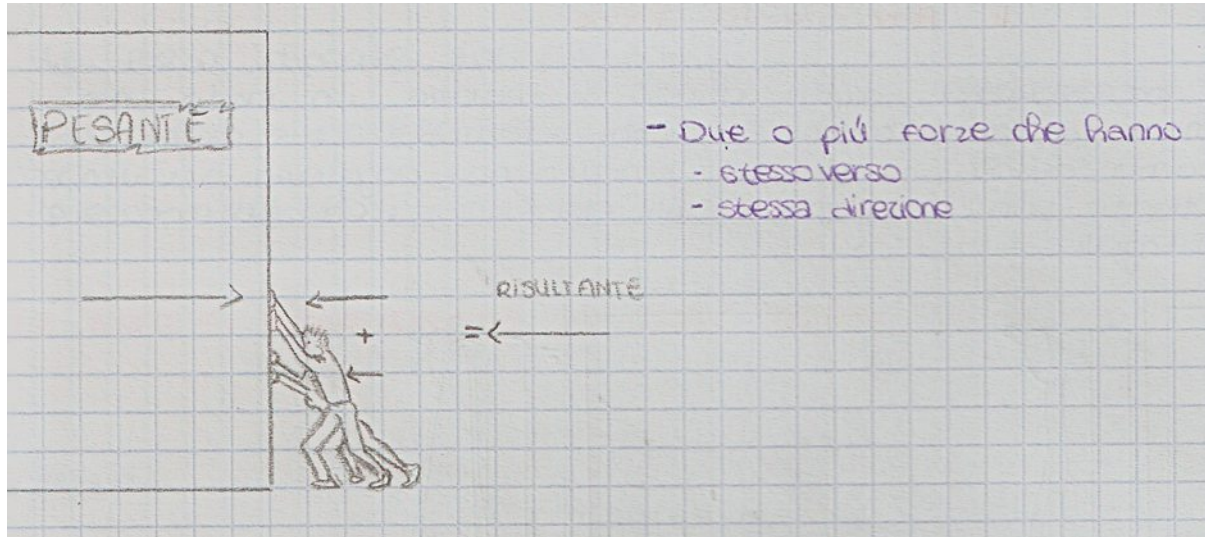 PESANTE
- Due o più forze che hanno
- stesso verso
- stessa direzione
RISULTANTE
+
=